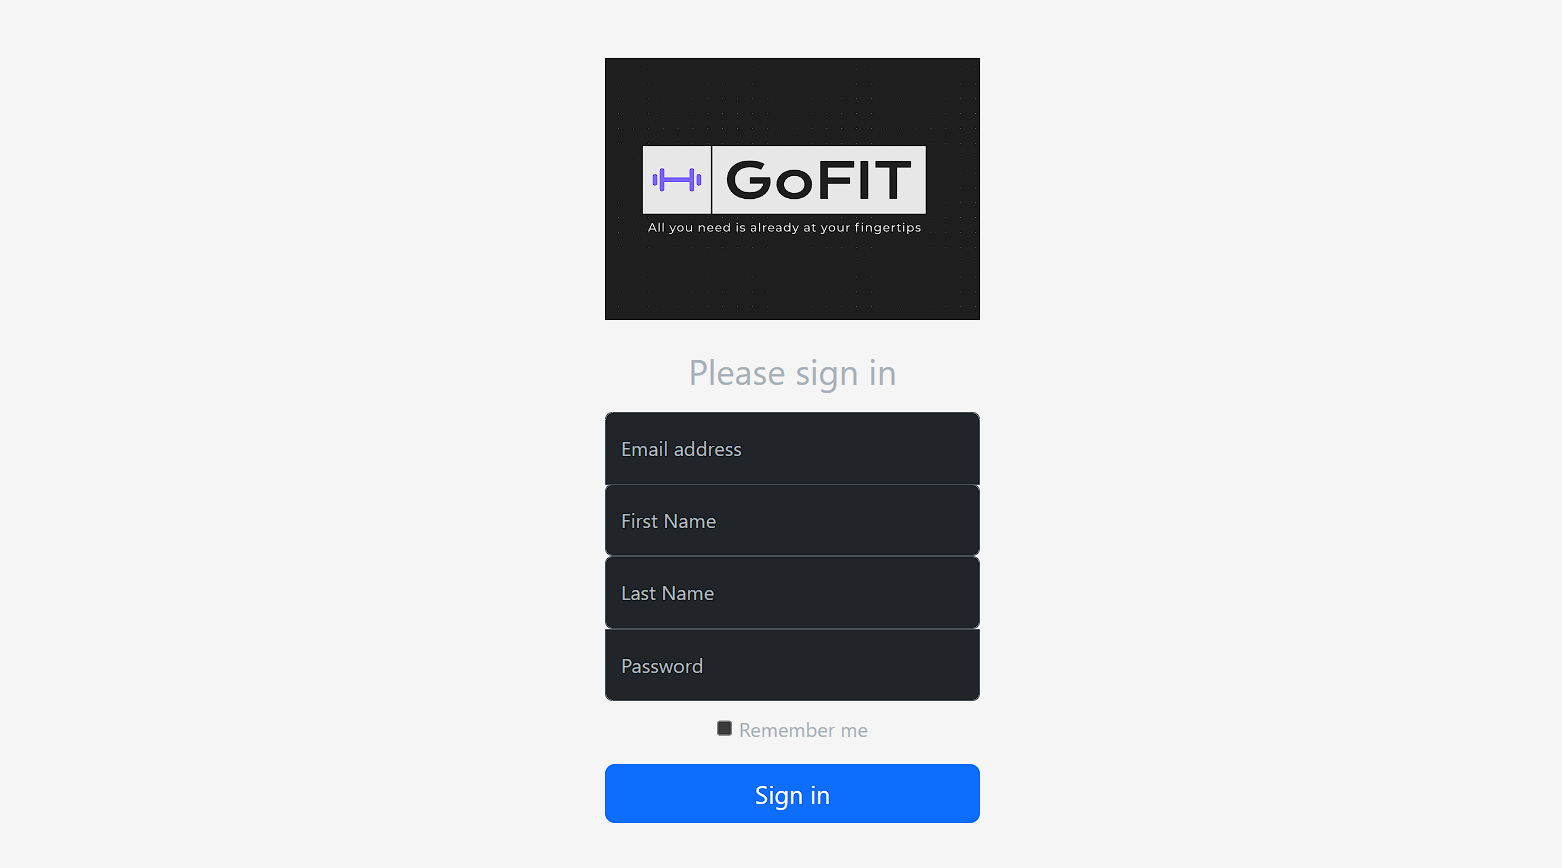 GoFIT
All you need is already at your fingertips
Please sign in
Email address
First Name
Last Name
Password
Remember me
Sign in